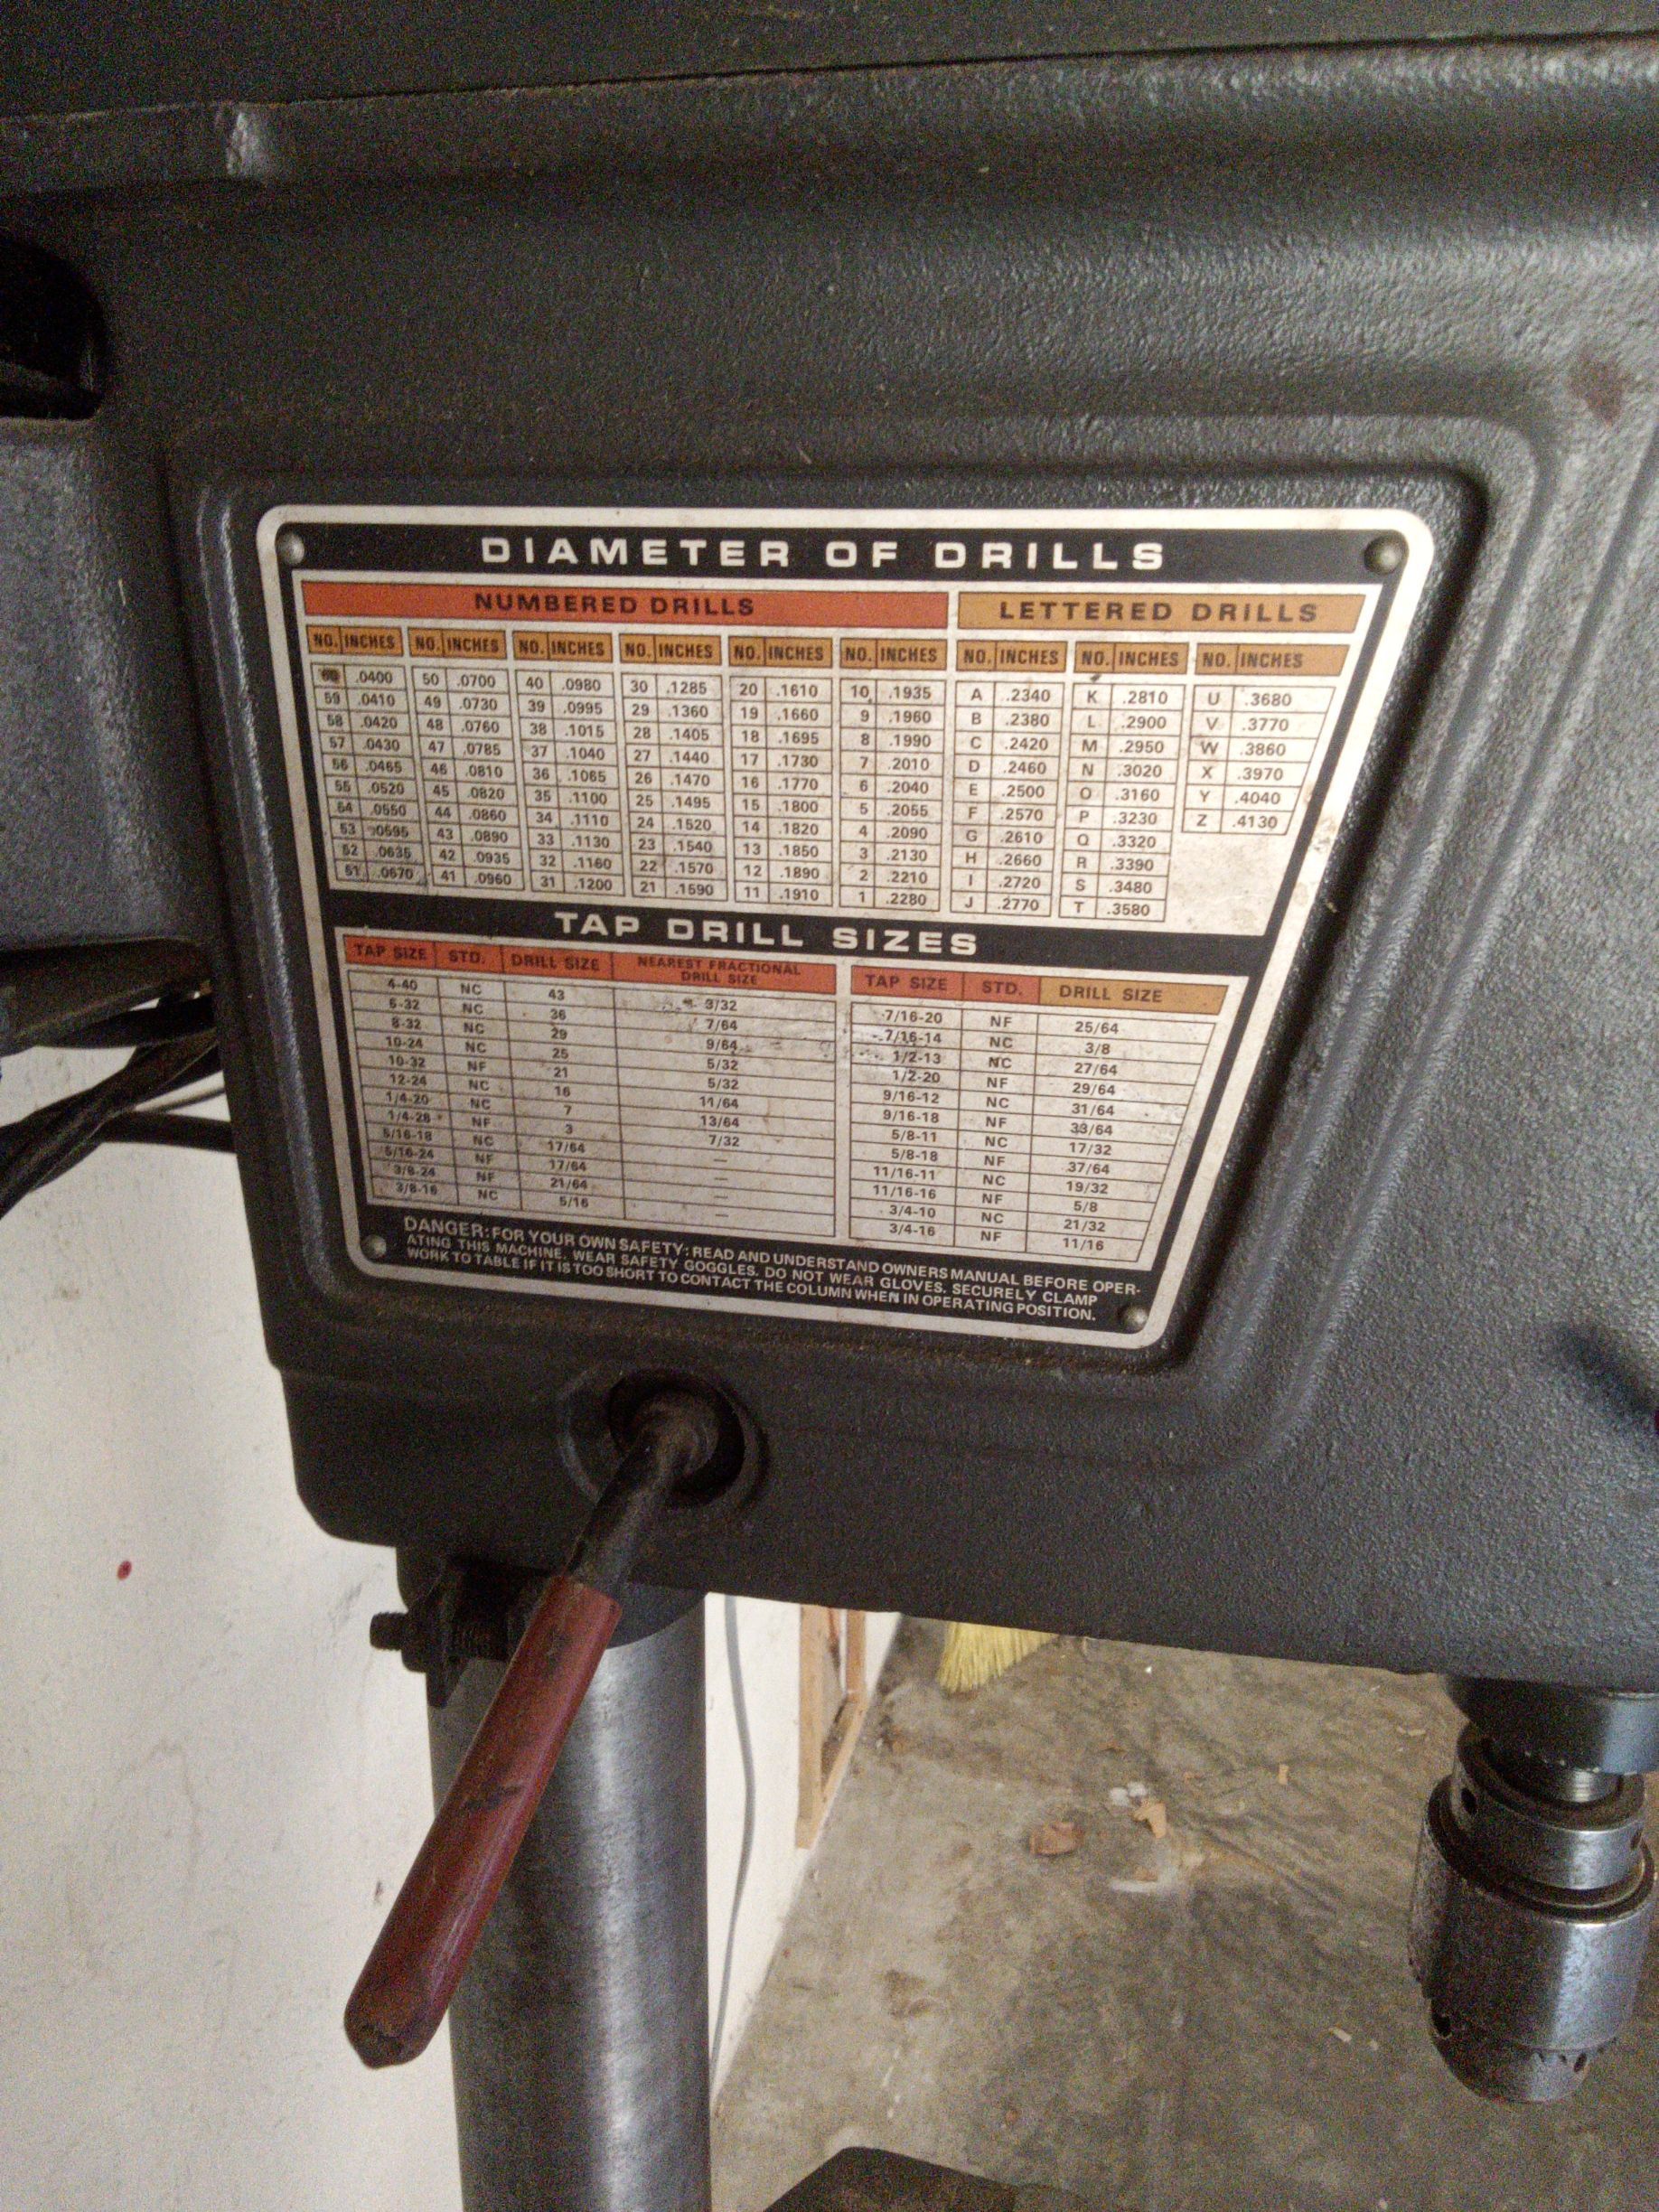 DIAMETER OF DRILLS
NUMBERED DRILLS LETTERED DRILLS
NO. INCHES NO. INCHES NO. INCHES NO. INCHES NO. INCHES NO. INCHES NO. INCHES NO. INCHES NO. INCHES
60 .0400 50 .0700 40 .0980 30 .1285 20 .1610 10 .1935 A .2340 K .2810 U .3680
59 .0410 49 .0730 39 .0995 29 .1360 19 .1660 9 .1960 B .2380 L .2900 V .3770
58 .0420 48 .0760 38 .1015 28 .1405 18 .1695 8 .1990 C .2420 M .2950 W .3860
57 .0430 47 .0785 37 .1040 27 .1440 17 .1730 7 .2010 D .2460 N .3020 X .3970
56 .0465 46 .0810 36 .1065 26 .1470 16 .1770 6 .2040 E .2500 O .3160 Y .4040
55 .0520 45 .0820 35 .1100 25 .1495 15 .1800 5 .2055 F .2570 P .3230 Z .4130
54 .0550 44 .0860 34 .1110 24 .1520 14 .1820 4 .2090 G .2610 Q .3320
53 .0595 43 .0890 33 .1130 23 .1540 13 .1850 3 .2130 H .2660 R .3390
52 .0635 42 .0935 32 .1160 22 .1570 12 .1890 2 .2210 I .2720 S .3480
51 .0670 41 .0960 31 .1200 21 .1590 11 .1910 1 .2280 J .2770 T .3580
TAP DRILL SIZES
TAP SIZE STD. DRILL SIZE NEAREST FRACTIONAL DRILL SIZE TAP SIZE STD. DRILL SIZE
4-40 NC 43 3/32 7/16-20 NF 25/64
6-32 NC 36 7/64 7/16-14 NC 3/8
8-32 NC 29 9/64 1/2-13 NC 27/64
10-24 NC 25 5/32 1/2-20 NF 29/64
10-32 NF 21 5/32 9/16-12 NC 31/64
12-24 NC 16 11/64 9/16-18 NF 33/64
1/4-20 NC 7 13/64 5/8-11 NC 17/32
1/4-28 NF 3 7/32 5/8-18 NF 37/64
5/16-18 NC 17/64 — 11/16-11 NC 19/32
5/16-24 NF 17/64 — 11/16-16 NF 5/8
3/8-24 NF 21/64 — 3/4-10 NC 21/32
3/8-16 NC 5/16 — 3/4-16 NF 11/16
DANGER: FOR YOUR OWN SAFETY: READ AND UNDERSTAND OWNERS MANUAL BEFORE OPER-
ATING THIS MACHINE. WEAR SAFETY GOGGLES. DO NOT WEAR GLOVES. SECURELY CLAMP
WORK TO TABLE IF IT IS TOO SHORT TO CONTACT THE COLUMN WHEN IN OPERATING POSITION.